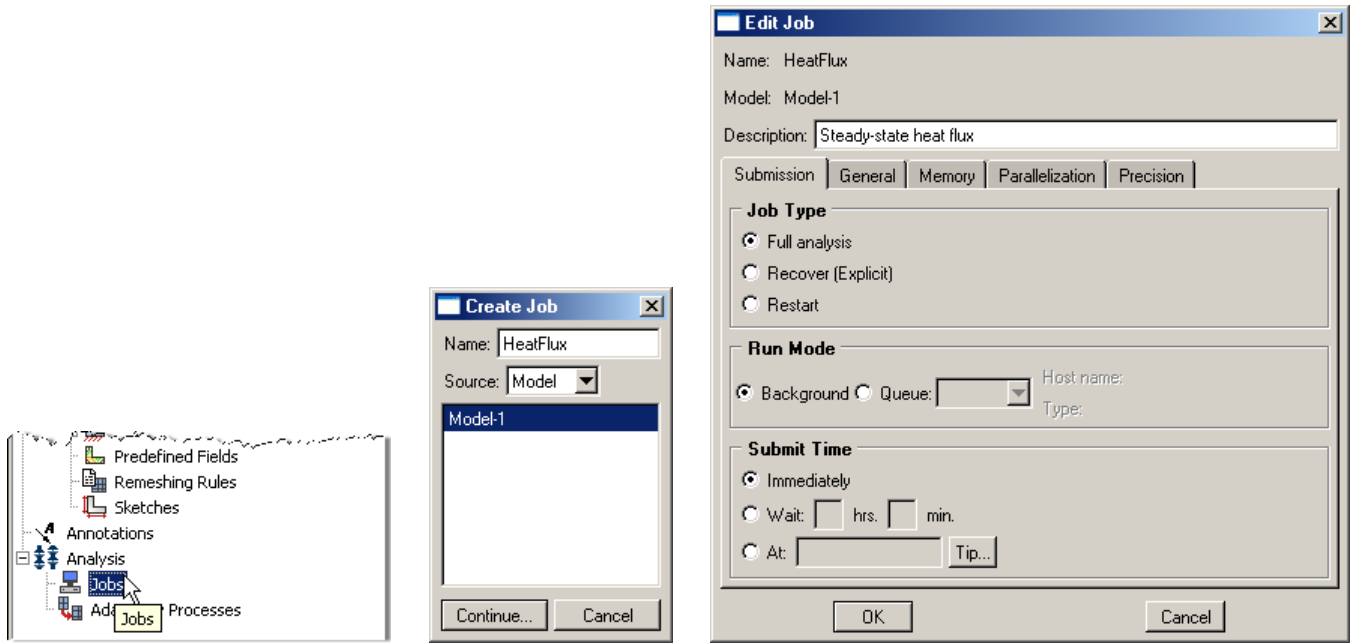 Predefined Fields
Remeshing Rules
Sketches
Annotations
Analysis
Jobs
Ada Processes
Jobs
Create Job
Name: HeatFlux
Source: Model
Model-1
Continue... Cancel
Edit Job
Name: HeatFlux
Model: Model-1
Description: Steady-state heat flux
Submission General Memory Parallelization Precision
Job Type
Full analysis
Recover (Explicit)
Restart
Run Mode
Background Queue: Host name:
Type:
Submit Time
Immediately
Wait: hrs. min.
At: Tip...
OK Cancel